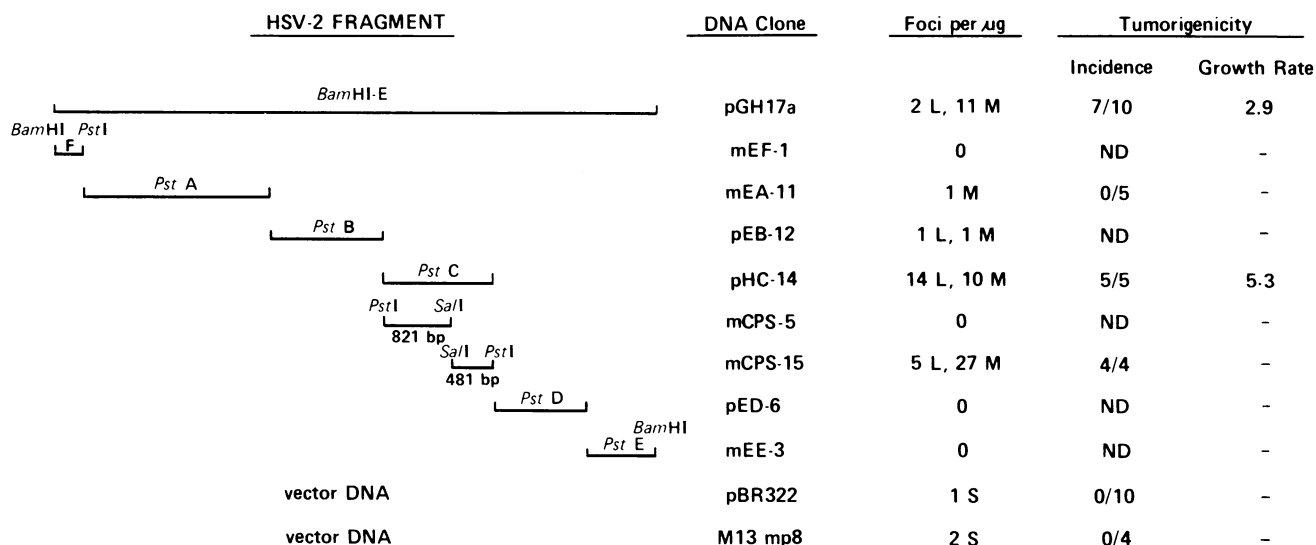 HSV-2 FRAGMENT DNA Clone Foci per µg Tumorigenicity
Incidence Growth Rate
BamHI-E pGH17a 2 L, 11 M 7/10 2.9
BamHI PstI
F mEF-1 0 ND -
Pst A mEA-11 1 M 0/5 -
Pst B pEB-12 1 L, 1 M ND -
Pst C pHC-14 14 L, 10 M 5/5 5.3
PstI SalI
821 bp mCPS-5 0 ND -
SalI PstI
481 bp mCPS-15 5 L, 27 M 4/4 -
Pst D pED-6 0 ND -
BamHI
Pst E mEE-3 0 ND -
vector DNA pBR322 1 S 0/10 -
vector DNA M13 mp8 2 S 0/4 -